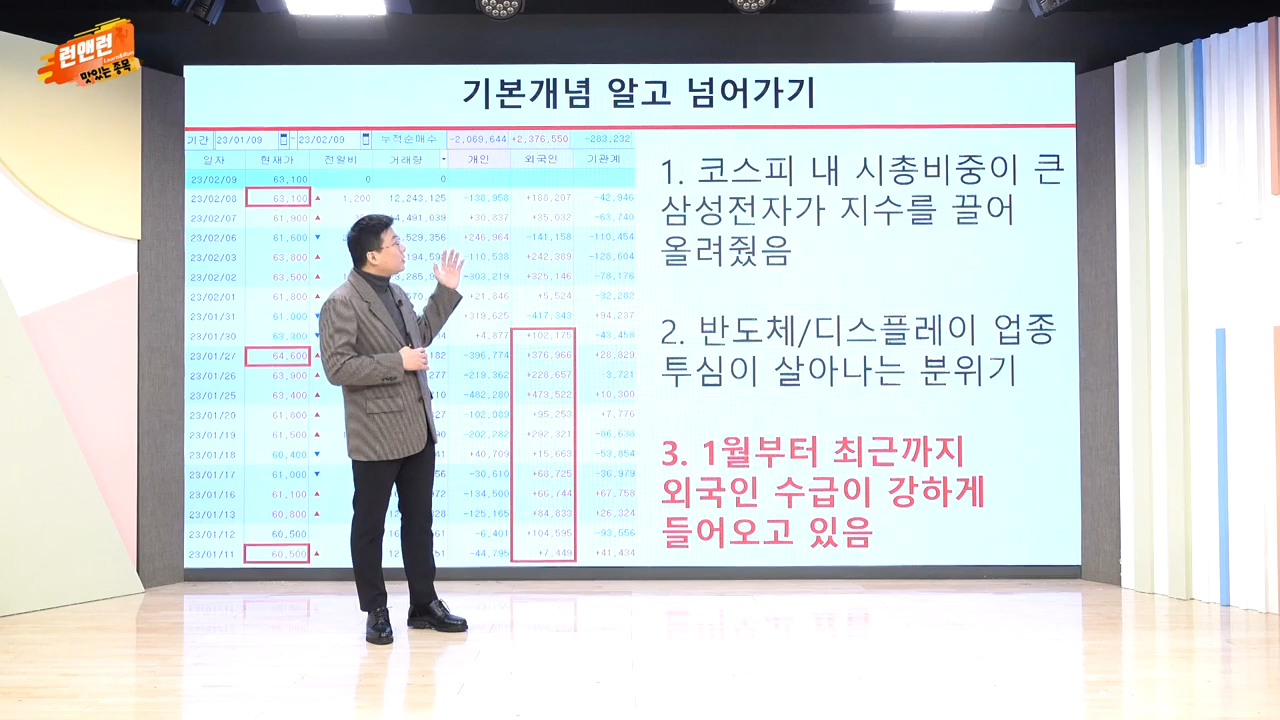 런앤런
맛있는 종목
기본개념 알고 넘어가기
기간 23/01/09 ~ 23/02/09 누적순매수 -2,069,644 +2,376,550 -283,232
일자 현재가 전일비 거래량 개인 외국인 기관계
23/02/09 63,100 0 0
23/02/08 63,100 ▲ 1,200 12,243,125 -138,958 +188,207 -42,946
23/02/07 61,900 ▲ +35,032 -63,740
23/02/06 61,600 ▼ +246,964 -141,158 -110,454
23/02/03 63,800 ▲ -110,538 +242,389 -128,604
23/02/02 63,500 ▲ -303,219 +325,146 -78,176
23/02/01 61,800 ▲ +21,846 +5,524 -32,282
23/01/31 61,000 ▼ +319,625 -417,343 +94,237
23/01/30 63,300 ▼ +4,877 +102,175 -43,458
23/01/27 64,600 ▲ -396,774 +376,966 +28,829
23/01/26 63,900 ▲ -219,362 +228,657 -3,721
23/01/25 63,400 ▲ -482,280 +473,522 +10,300
23/01/20 61,800 ▲ -102,089 +95,253 +7,776
23/01/19 61,500 ▲ -202,282 +292,321 -86,638
23/01/18 60,400 ▼ +40,709 +15,663 -53,854
23/01/17 61,000 ▼ -30,610 +68,725 -36,979
23/01/16 61,100 ▲ -134,500 +66,744 +67,758
23/01/13 60,800 ▲ -125,165 +84,833 +26,324
23/01/12 60,500 -6,401 +104,595 -93,556
23/01/11 60,500 ▲ -44,795 +7,449 +41,434
1. 코스피 내 시총비중이 큰
삼성전자가 지수를 끌어
올려줬음
2. 반도체/디스플레이 업종
투심이 살아나는 분위기
3. 1월부터 최근까지
외국인 수급이 강하게
들어오고 있음